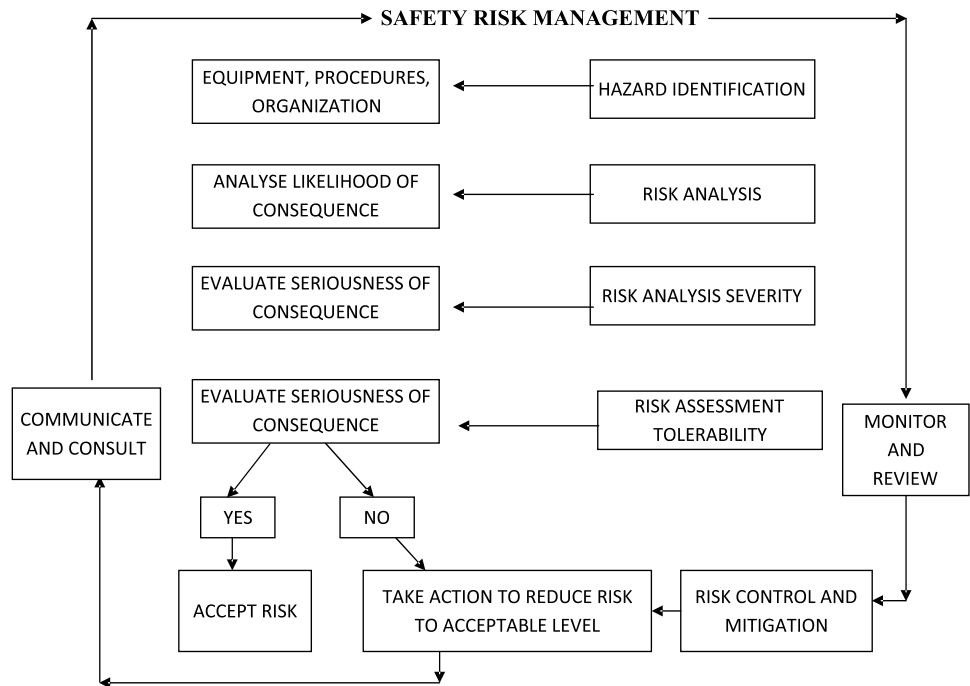 SAFETY RISK MANAGEMENT
EQUIPMENT, PROCEDURES,
ORGANIZATION
HAZARD IDENTIFICATION
ANALYSE LIKELIHOOD OF
CONSEQUENCE
RISK ANALYSIS
EVALUATE SERIOUSNESS OF
CONSEQUENCE
RISK ANALYSIS SEVERITY
COMMUNICATE
AND CONSULT
EVALUATE SERIOUSNESS OF
CONSEQUENCE
RISK ASSESSMENT
TOLERABILITY
MONITOR
AND
REVIEW
YES
NO
ACCEPT RISK
TAKE ACTION TO REDUCE RISK
TO ACCEPTABLE LEVEL
RISK CONTROL AND
MITIGATION